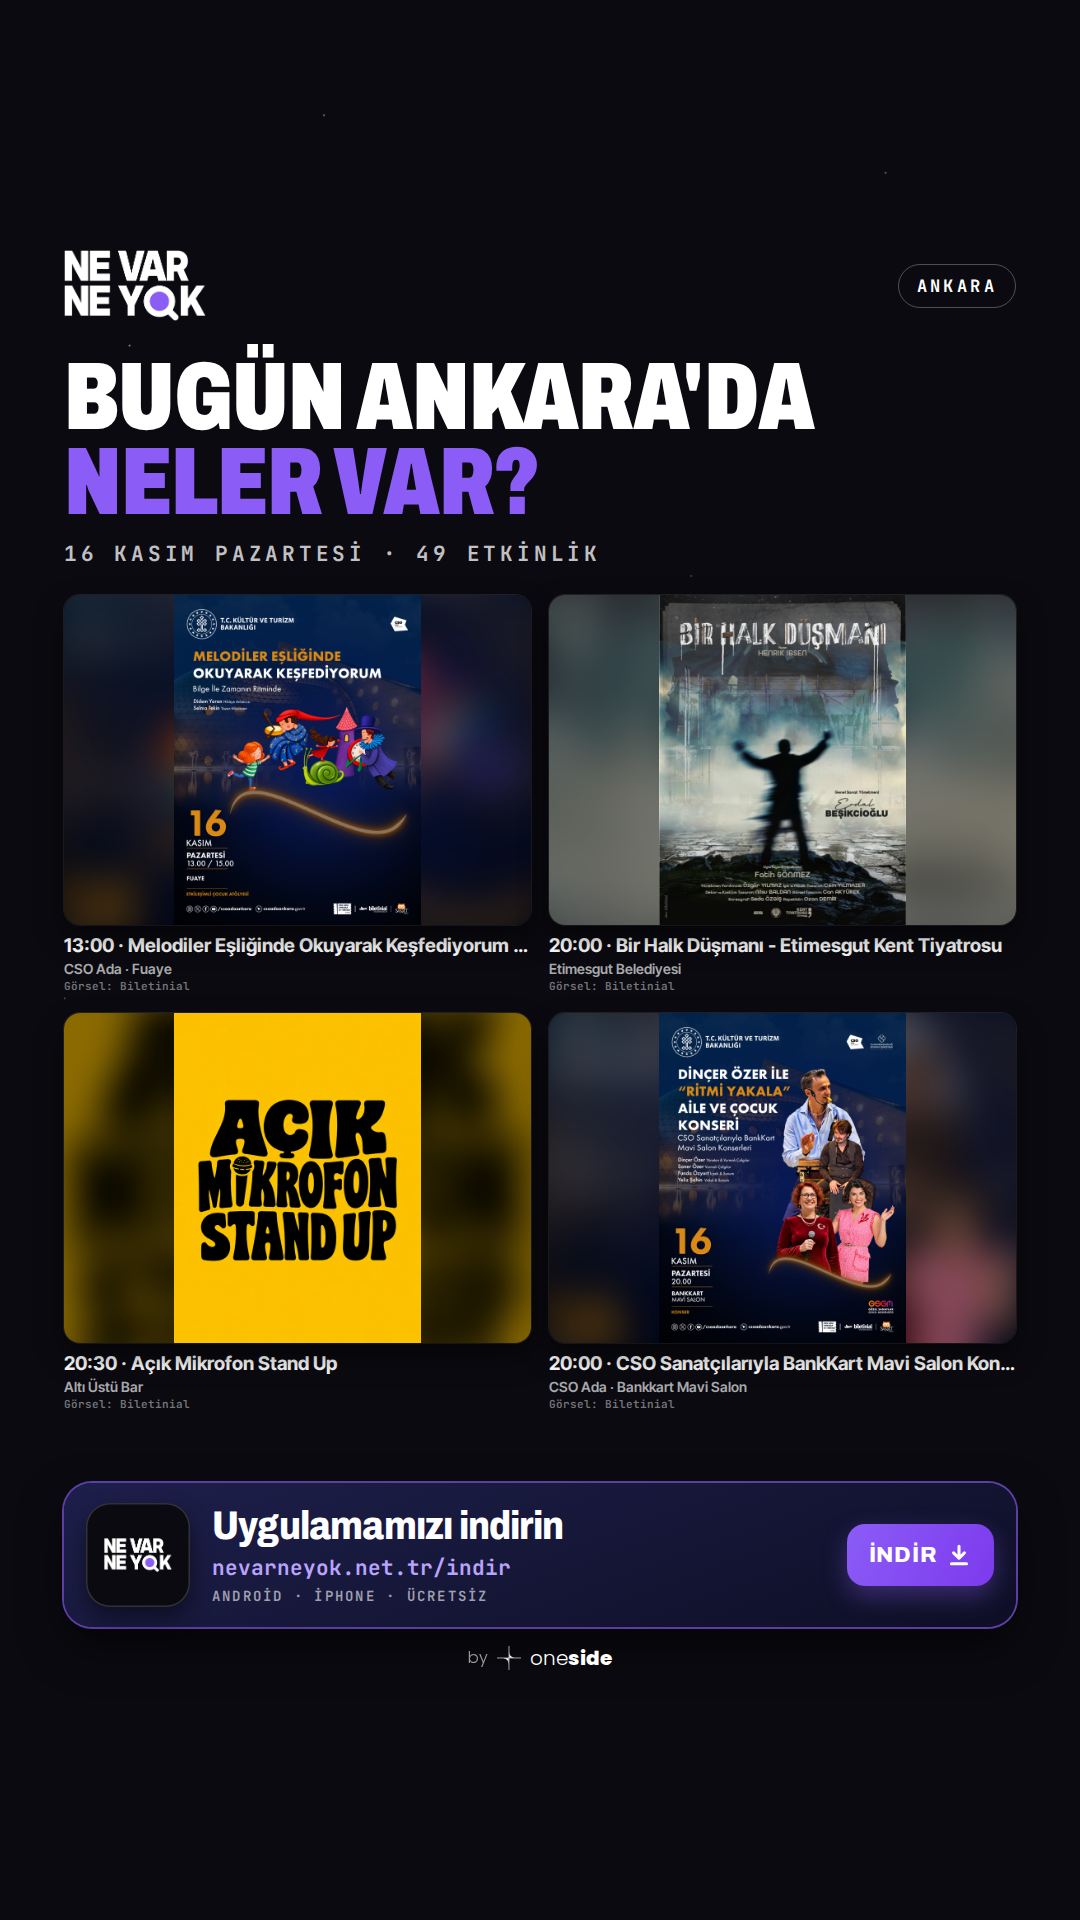 NE VAR
NE YOK
ANKARA
BUGÜN ANKARA'DA
NELER VAR?
16 KASIM PAZARTESİ · 49 ETKİNLİK
T.C. KÜLTÜR VE TURİZM
BAKANLIĞI
MELODİLER EŞLİĞİNDE
OKUYARAK KEŞFEDİYORUM
Bilge İle Zamanın Ritminde
16
KASIM
PAZARTESİ
13.00 / 15.00
FUAYE
13:00 · Melodiler Eşliğinde Okuyarak Keşfediyorum ...
CSO Ada · Fuaye
Görsel: Biletinial
BİR HALK DÜŞMANI
HENRIK IBSEN
Genel Sanat Yönetmeni
Erdal
BEŞİKCİOĞLU
Fatih SÖNMEZ
20:00 · Bir Halk Düşmanı - Etimesgut Kent Tiyatrosu
Etimesgut Belediyesi
Görsel: Biletinial
AÇIK
MİKROFON
STAND UP
20:30 · Açık Mikrofon Stand Up
Altı Üstü Bar
Görsel: Biletinial
T.C. KÜLTÜR VE TURİZM
BAKANLIĞI
DİNÇER ÖZER İLE
“RİTMİ YAKALA”
AİLE VE ÇOCUK
KONSERİ
CSO Sanatçılarıyla BankKart
Mavi Salon Konserleri
16
KASIM
PAZARTESİ
20.00
BANKKART
MAVİ SALON
KONSER
20:00 · CSO Sanatçılarıyla BankKart Mavi Salon Kon...
CSO Ada · Bankkart Mavi Salon
Görsel: Biletinial
NE VAR
NE YOK
Uygulamamızı indirin
nevarneyok.net.tr/indir
ANDROİD · İPHONE · ÜCRETSİZ
İNDİR
by oneside